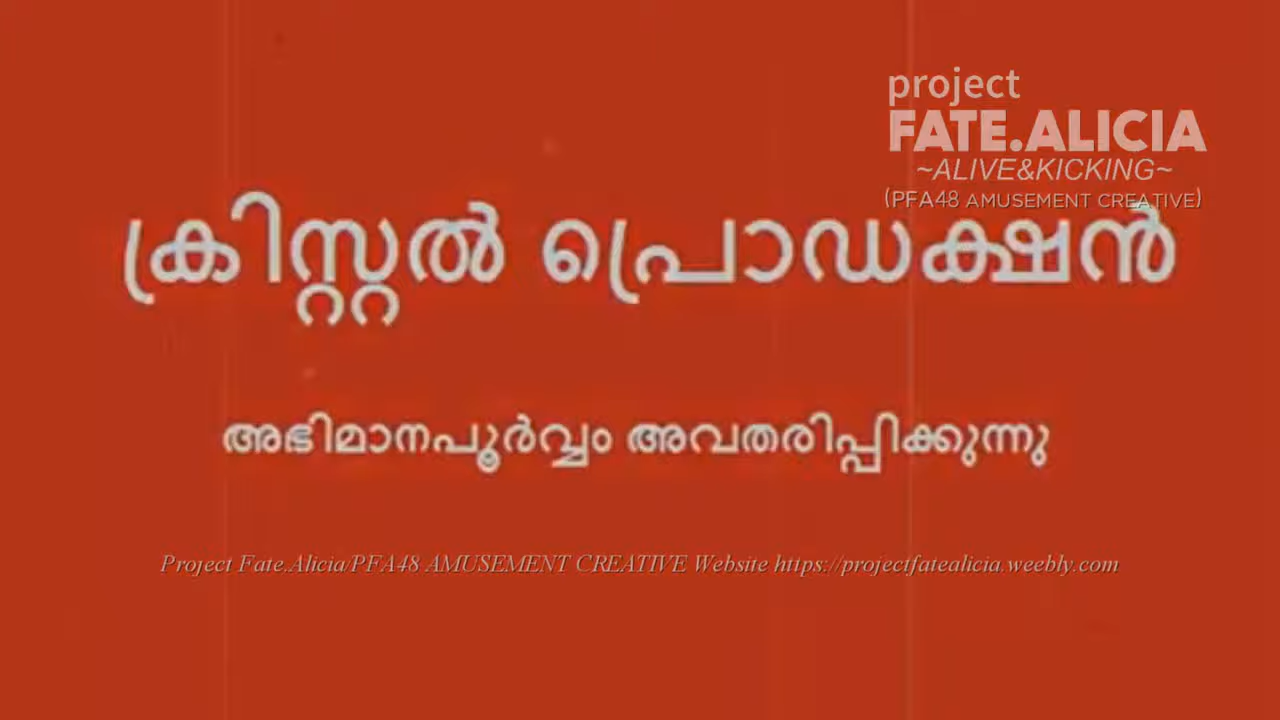 project
FATE.ALICIA
~ALIVE&KICKING~
(PFA48 AMUSEMENT CREATIVE)
ക്രിസ്റ്റൽ പ്രൊഡക്ഷൻ
അഭിമാനപൂർവ്വം അവതരിപ്പിക്കുന്നു
Project Fate.Alicia/PFA48 AMUSEMENT CREATIVE Website https://projectfatealicia.weebly.com